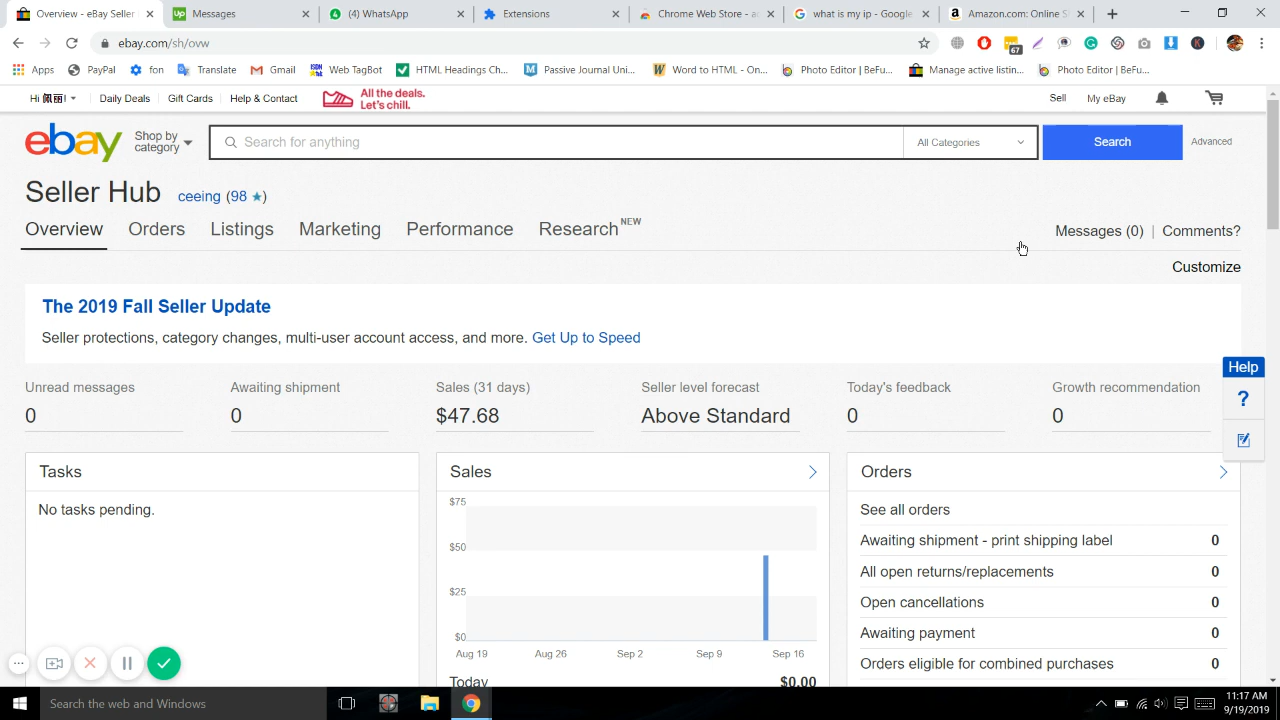 Overview - eBay Seller
Messages
(4) WhatsApp
Extensions
Chrome Web Store - a
what is my ip - Google
Amazon.com: Online S
ebay.com/sh/ovw
67
K
Apps PayPal fon Translate Gmail Web TagBot HTML Headings Ch... Passive Journal Uni... Word to HTML - On... Photo Editor | BeFu... Manage active listin... Photo Editor | BeFu...
Hi 佩丽! Daily Deals Gift Cards Help & Contact
All the deals.
Let's chill.
Sell My eBay
ebay
Shop by
category
Search for anything
All Categories
Search
Advanced
Seller Hub ceeing (98 ★)
Overview Orders Listings Marketing Performance Research NEW
Messages (0) | Comments?
Customize
The 2019 Fall Seller Update
Seller protections, category changes, multi-user account access, and more. Get Up to Speed
Help
?
Unread messages Awaiting shipment Sales (31 days) Seller level forecast Today's feedback Growth recommendation
0 0 $47.68 Above Standard 0 0
Tasks
No tasks pending.
Sales
$75
$50
$25
$0
Aug 19 Aug 26 Sep 2 Sep 9 Sep 16
Today $0.00
Orders
See all orders
Awaiting shipment - print shipping label 0
All open returns/replacements 0
Open cancellations 0
Awaiting payment 0
Orders eligible for combined purchases 0
Search the web and Windows
11:17 AM
9/19/2019